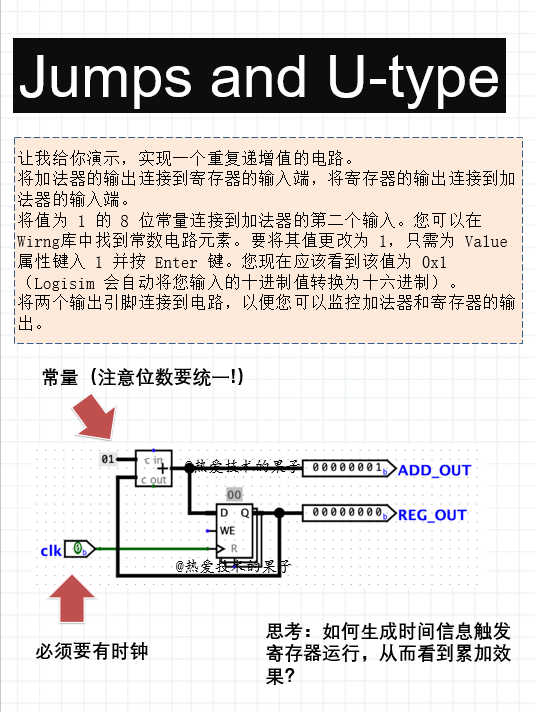 Jumps and U-type
让我给你演示，实现一个重复递增值的电路。
将加法器的输出连接到寄存器的输入端，将寄存器的输出连接到加
法器的输入端。
将值为 1 的 8 位常量连接到加法器的第二个输入。您可以在
Wirng库中找到常数电路元素。要将其值更改为 1，只需为 Value
属性键入 1 并按 Enter 键。您现在应该看到该值为 0x1
（Logisim 会自动将您输入的十进制值转换为十六进制）。
将两个输出引脚连接到电路，以便您可以监控加法器和寄存器的输
出。
常量（注意位数要统一!）
01
c in
+
c out
@热爱技术的果子
00000001b
ADD_OUT
00
D Q
WE
R
00000000b
REG_OUT
clk
0b
@热爱技术的果子
必须要有时钟
思考：如何生成时间信息触发
寄存器运行，从而看到累加效
果?